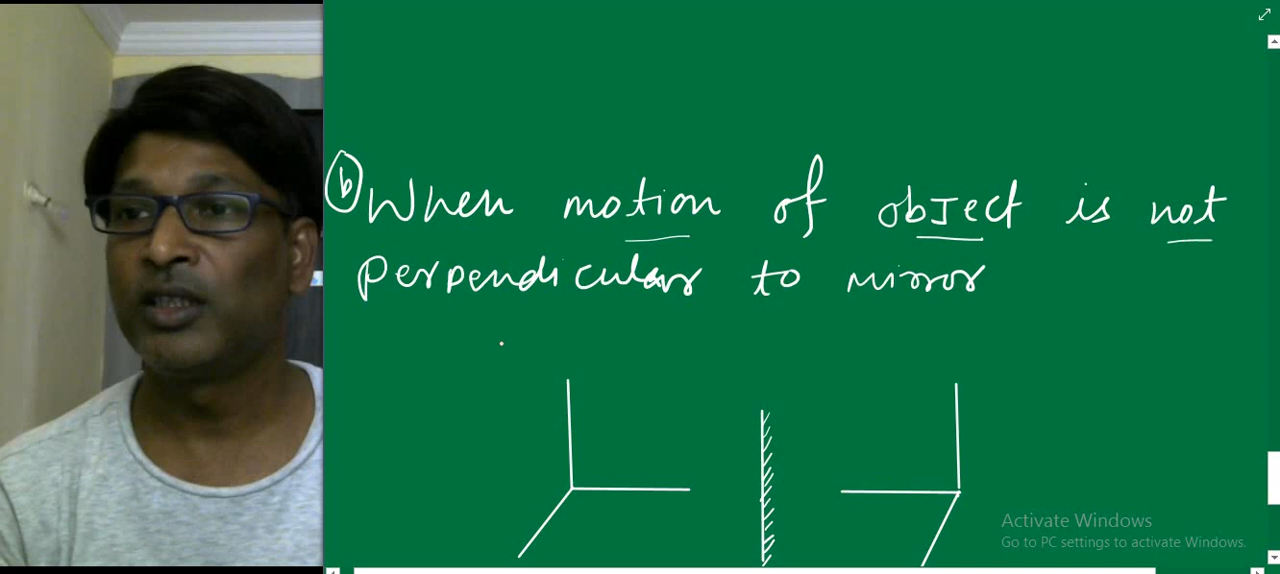 b When motion of obJect is not
perpendicular to mirror
Activate Windows
Go to PC settings to activate Windows.